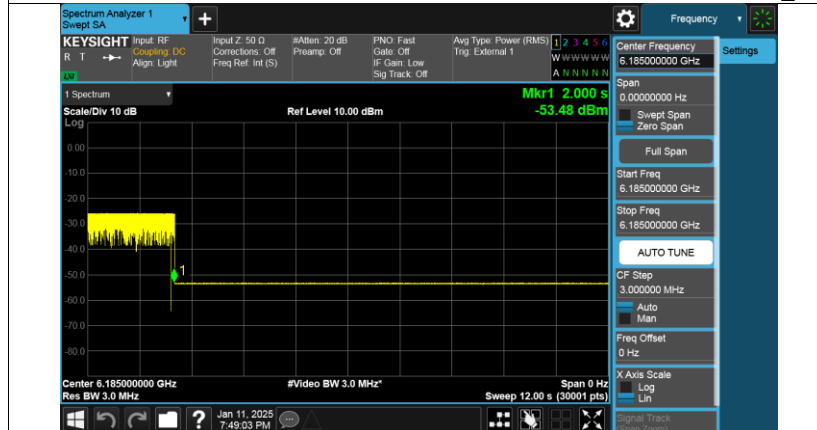 Spectrum Analyzer 1
Swept SA
+
Frequency
KEYSIGHT
R T
LXI
Input: RF
Coupling: DC
Align: Light
Input Z: 50 Ω
Corrections: Off
Freq Ref: Int (S)
#Atten: 20 dB
Preamp: Off
PNO: Fast
Gate: Off
IF Gain: Low
Sig Track: Off
Avg Type: Power (RMS)
Trig: External 1
1 2 3 4 5 6
W W W W W W
A N N N N N
1 Spectrum
Scale/Div 10 dB
Log
Ref Level 10.00 dBm
Mkr1 2.000 s
-53.48 dBm
0.00
-10.0
-20.0
-30.0
-40.0
-50.0
-60.0
-70.0
-80.0
1
Center 6.185000000 GHz
Res BW 3.0 MHz
#Video BW 3.0 MHz*
Span 0 Hz
Sweep 12.00 s (30001 pts)
Center Frequency
6.185000000 GHz
Span
0.00000000 Hz
Swept Span
Zero Span
Full Span
Start Freq
6.185000000 GHz
Stop Freq
6.185000000 GHz
AUTO TUNE
CF Step
3.000000 MHz
Auto
Man
Freq Offset
0 Hz
X Axis Scale
Log
Lin
Signal Track
(Span Zoom)
Settings
?
Jan 11, 2025
7:49:03 PM